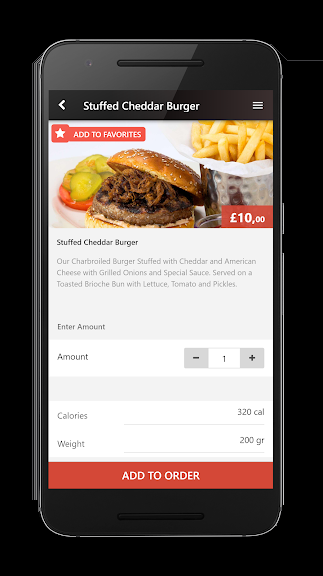 Stuffed Cheddar Burger
ADD TO FAVORITES
£10,00
Stuffed Cheddar Burger
Our Charbroiled Burger Stuffed with Cheddar and American
Cheese with Grilled Onions and Special Sauce. Served on a
Toasted Brioche Bun with Lettuce, Tomato and Pickles.
Enter Amount
Amount
− 1 +
Calories 320 cal
Weight 200 gr
ADD TO ORDER